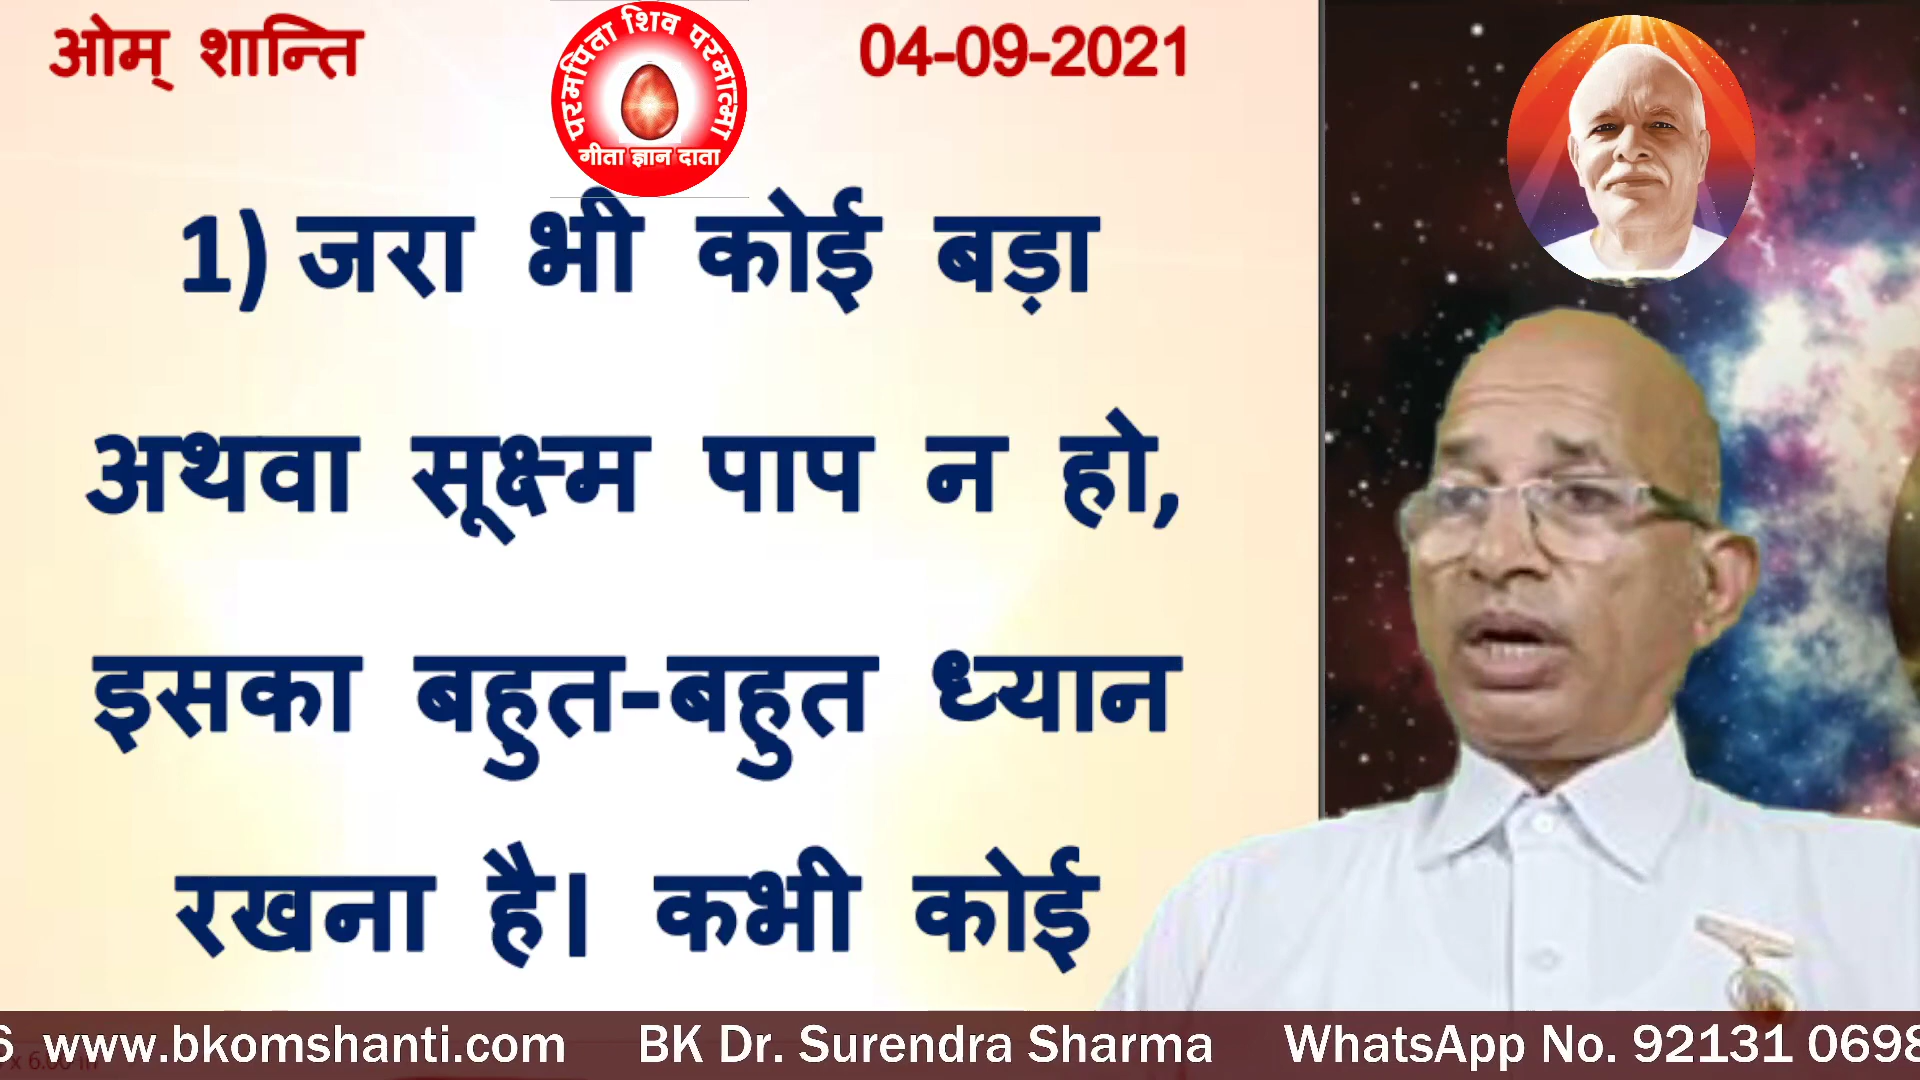 ओम् शान्ति
परमपिता शिव परमात्मा
गीता ज्ञान दाता
04-09-2021
1) जरा भी कोई बड़ा
अथवा सूक्ष्म पाप न हो,
इसका बहुत-बहुत ध्यान
रखना है। कभी कोई
6 www.bkomshanti.com BK Dr. Surendra Sharma WhatsApp No. 92131 0698